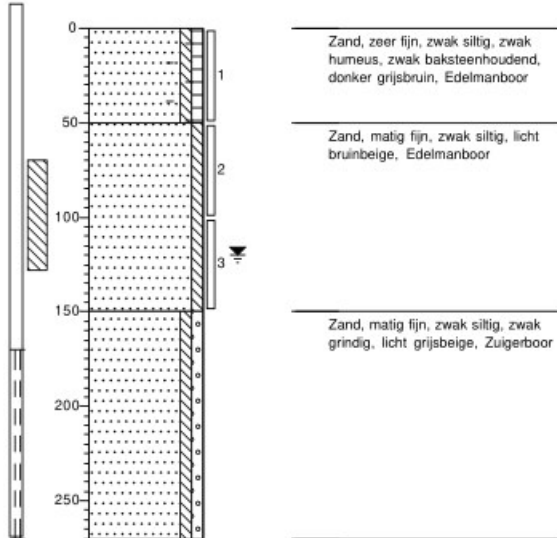 0
Zand, zeer fijn, zwak siltig, zwak
humeus, zwak baksteenhoudend,
donker grijsbruin, Edelmanboor
1
50
Zand, matig fijn, zwak siltig, licht
bruinbeige, Edelmanboor
2
100
3
150
Zand, matig fijn, zwak siltig, zwak
grindig, licht grijsbeige, Zuigerboor
200
250